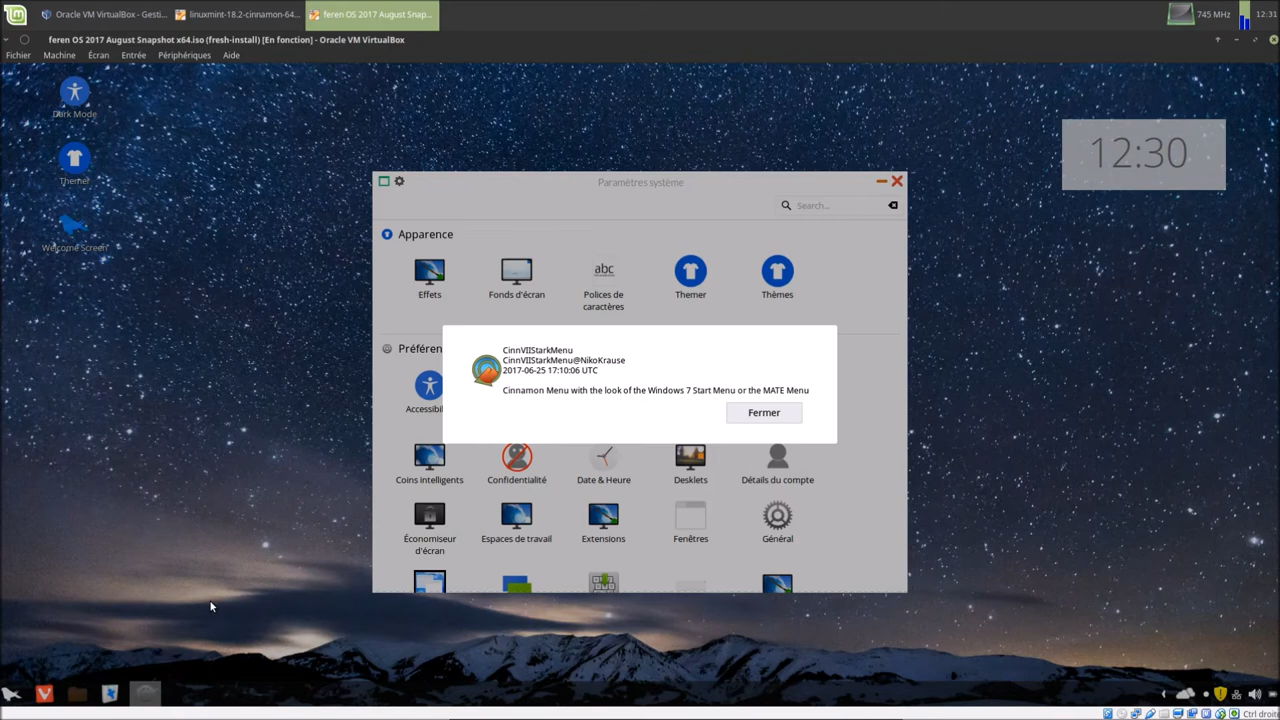 Oracle VM VirtualBox - Gesti...
linuxmint-18.2-cinnamon-64...
feren OS 2017 August Snap...
745 MHz
12:31
feren OS 2017 August Snapshot x64.iso (fresh-install) [En fonction] - Oracle VM VirtualBox
Fichier Machine Écran Entrée Périphériques Aide
Dark Mode
Themer
Welcome Screen
12:30
Paramètres système
Search...
Apparence
Effets
Fonds d'écran
abc
Polices de caractères
Themer
Thèmes
Préféren
Accessibil
CinnVIIStarkMenu
CinnVIIStarkMenu@NikoKrause
2017-06-25 17:10:06 UTC
Cinnamon Menu with the look of the Windows 7 Start Menu or the MATE Menu
Fermer
Coins intelligents
Confidentialité
Date & Heure
Desklets
Détails du compte
Économiseur d'écran
Espaces de travail
Extensions
Fenêtres
Général
Ctrl droite